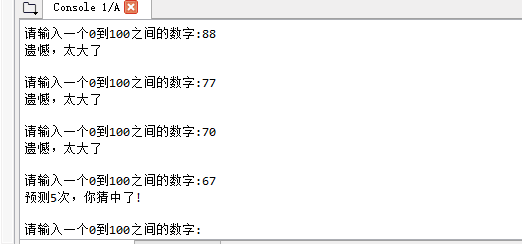 Console 1/A
请输入一个0到100之间的数字:88
遗憾，太大了
请输入一个0到100之间的数字:77
遗憾，太大了
请输入一个0到100之间的数字:70
遗憾，太大了
请输入一个0到100之间的数字:67
预测5次，你猜中了!
请输入一个0到100之间的数字: